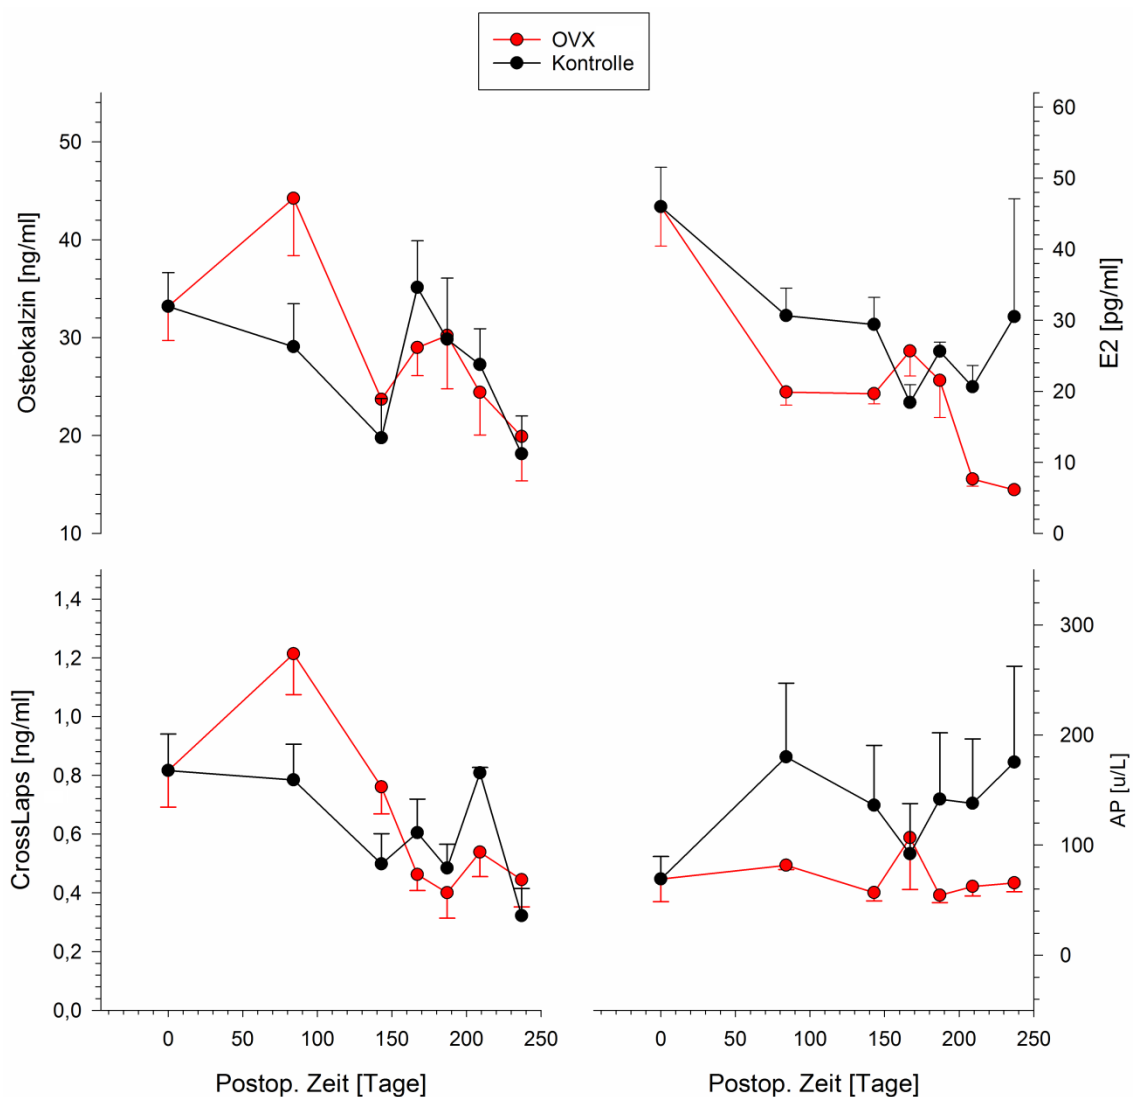 OVX
Kontrolle
Osteokalzin [ng/ml]
50
40
30
20
10
E2 [pg/ml]
60
50
40
30
20
10
0
CrossLaps [ng/ml]
1,4
1,2
1,0
0,8
0,6
0,4
0,2
0,0
AP [u/L]
300
200
100
0
0 50 100 150 200 250
Postop. Zeit [Tage]
0 50 100 150 200 250
Postop. Zeit [Tage]